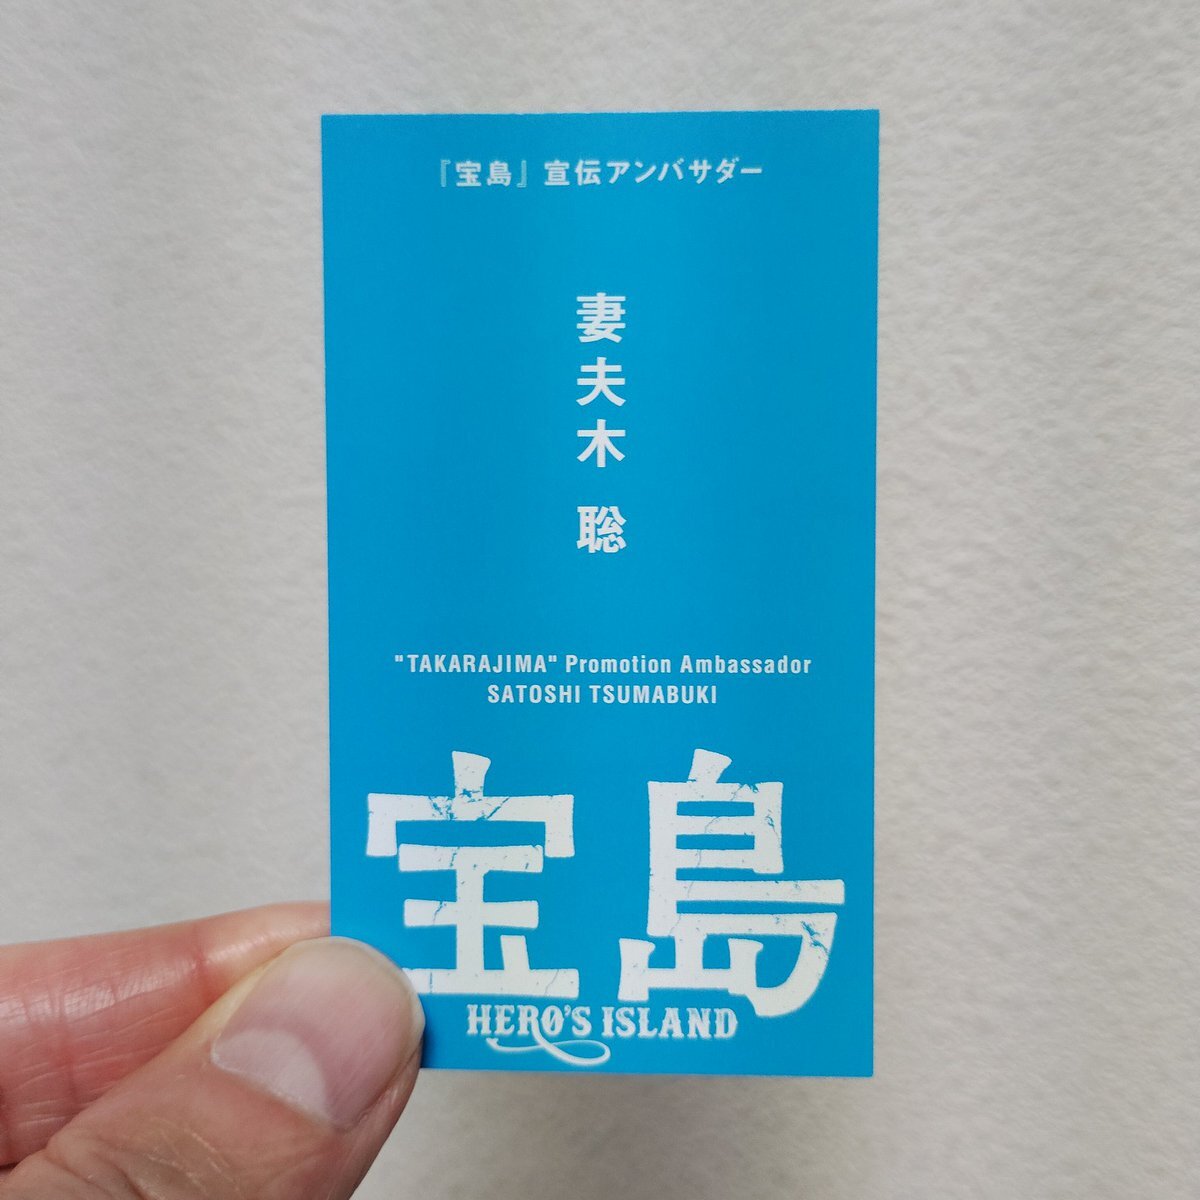 『宝島』宣伝アンバサダー
妻夫木 聡
"TAKARAJIMA" Promotion Ambassador
SATOSHI TSUMABUKI
宝島
HERO'S ISLAND